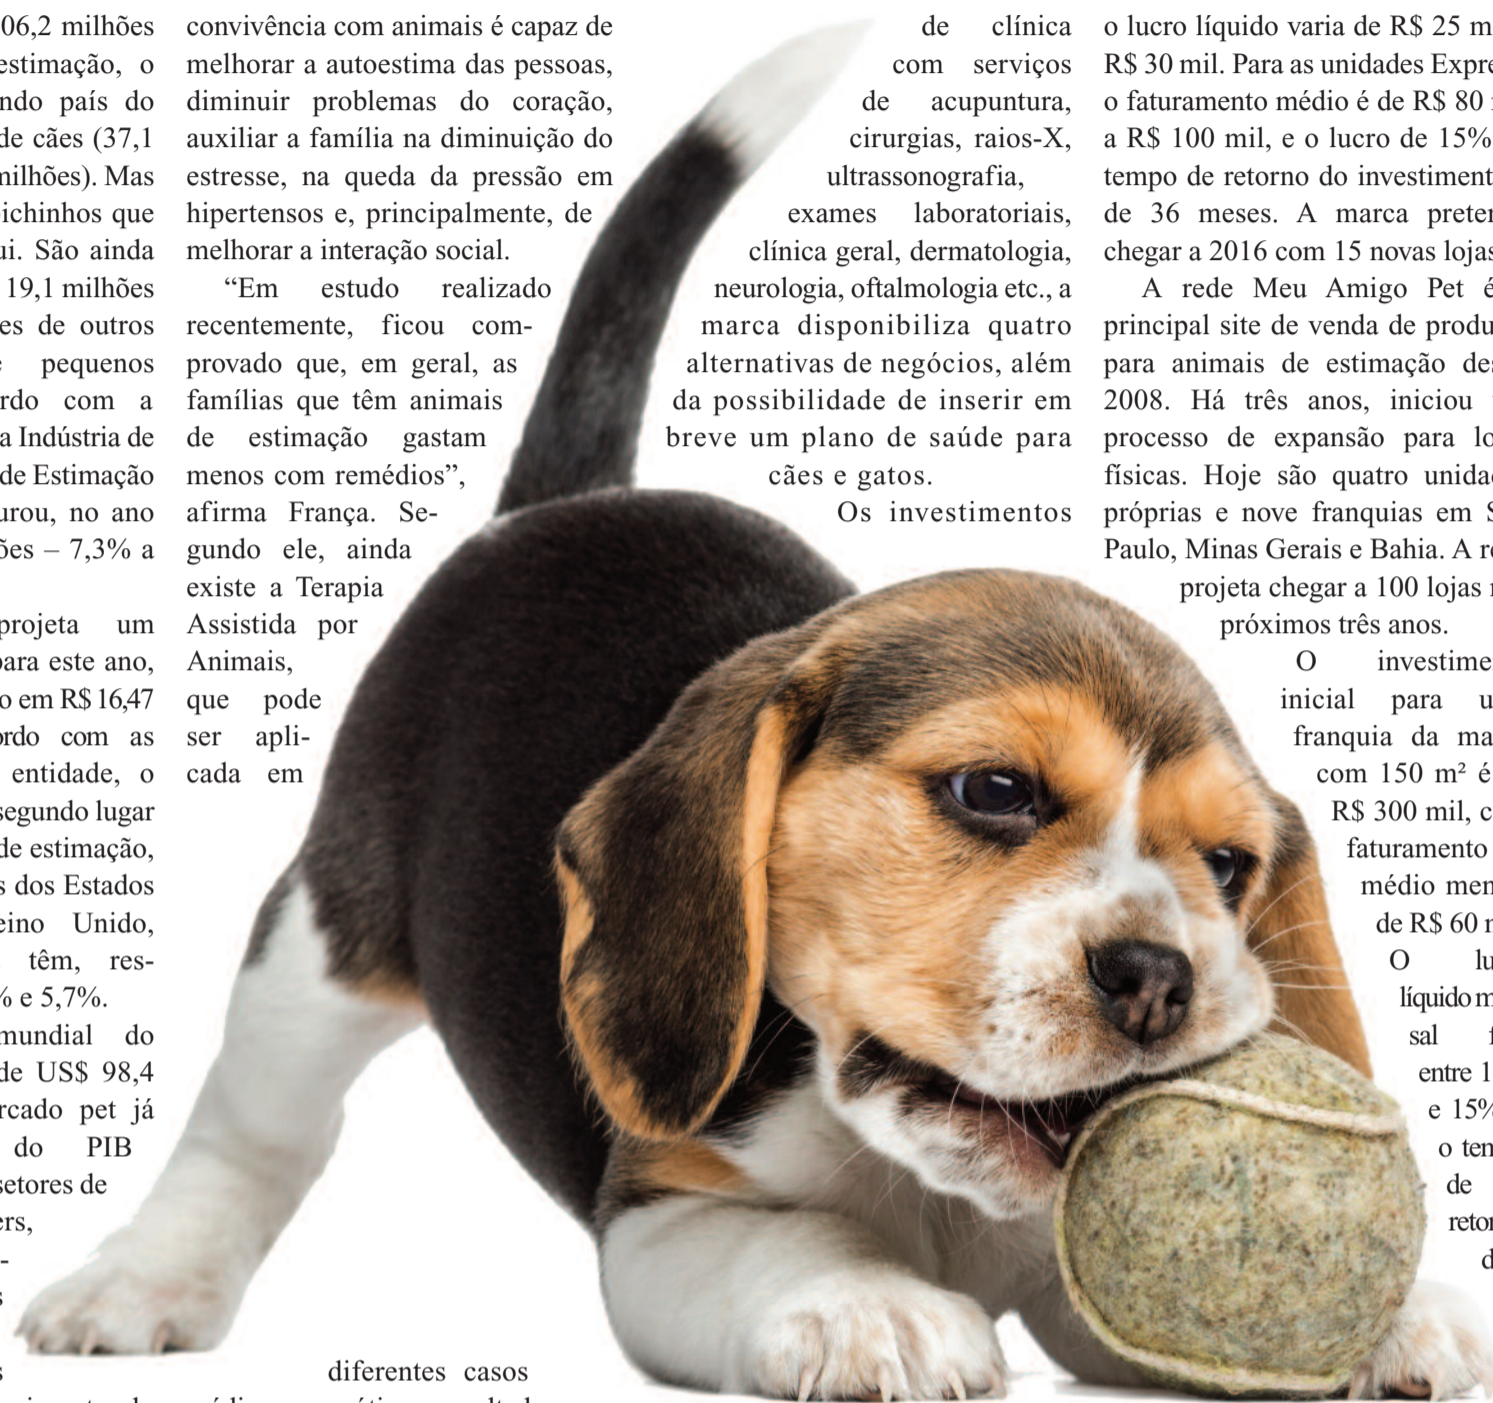 06,2 milhões
estimação, o
ndo país do
de cães (37,1
milhões). Mas
bichinhos que
ui. São ainda
19,1 milhões
es de outros
e pequenos
rdo com a
a Indústria de
de Estimação
urou, no ano
ões – 7,3% a
projeta um
para este ano,
o em R$ 16,47
ordo com as
entidade, o
segundo lugar
de estimação,
s dos Estados
eino Unido,
têm, res-
% e 5,7%.
mundial do
de US$ 98,4
rcado pet já
do PIB
setores de
ers,
-
s
s
convivência com animais é capaz de
melhorar a autoestima das pessoas,
diminuir problemas do coração,
auxiliar a família na diminuição do
estresse, na queda da pressão em
hipertensos e, principalmente, de
melhorar a interação social.
“Em estudo realizado
recentemente, ficou com-
provado que, em geral, as
famílias que têm animais
de estimação gastam
menos com remédios”,
afirma França. Se-
gundo ele, ainda
existe a Terapia
Assistida por
Animais,
que pode
ser apli-
cada em
diferentes casos
de clínica
com serviços
de acupuntura,
cirurgias, raios-X,
ultrassonografia,
exames laboratoriais,
clínica geral, dermatologia,
neurologia, oftalmologia etc., a
marca disponibiliza quatro
alternativas de negócios, além
da possibilidade de inserir em
breve um plano de saúde para
cães e gatos.
Os investimentos
o lucro líquido varia de R$ 25 m
R$ 30 mil. Para as unidades Expre
o faturamento médio é de R$ 80
a R$ 100 mil, e o lucro de 15%
tempo de retorno do investiment
de 36 meses. A marca preten
chegar a 2016 com 15 novas lojas
A rede Meu Amigo Pet é
principal site de venda de produ
para animais de estimação des
2008. Há três anos, iniciou
processo de expansão para lo
físicas. Hoje são quatro unidad
próprias e nove franquias em S
Paulo, Minas Gerais e Bahia. A re
projeta chegar a 100 lojas n
próximos três anos.
O investimen
inicial para u
franquia da ma
com 150 m² é
R$ 300 mil, c
faturamento
médio men
de R$ 60 m
O lu
líquido m
sal f
entre 1
e 15%
o tem
de
retor
d